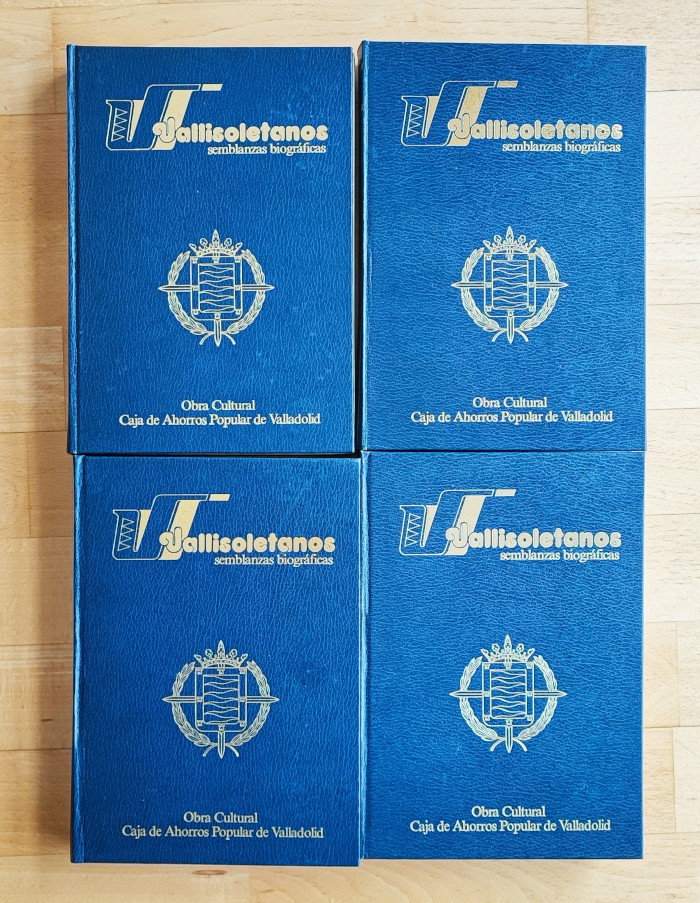 Vallisoletanos
semblanzas biográficas
Obra Cultural
Caja de Ahorros Popular de Valladolid
Vallisoletanos
semblanzas biográficas
Obra Cultural
Caja de Ahorros Popular de Valladolid
Vallisoletanos
semblanzas biográficas
Obra Cultural
Caja de Ahorros Popular de Valladolid
Vallisoletanos
semblanzas biográficas
Obra Cultural
Caja de Ahorros Popular de Valladolid